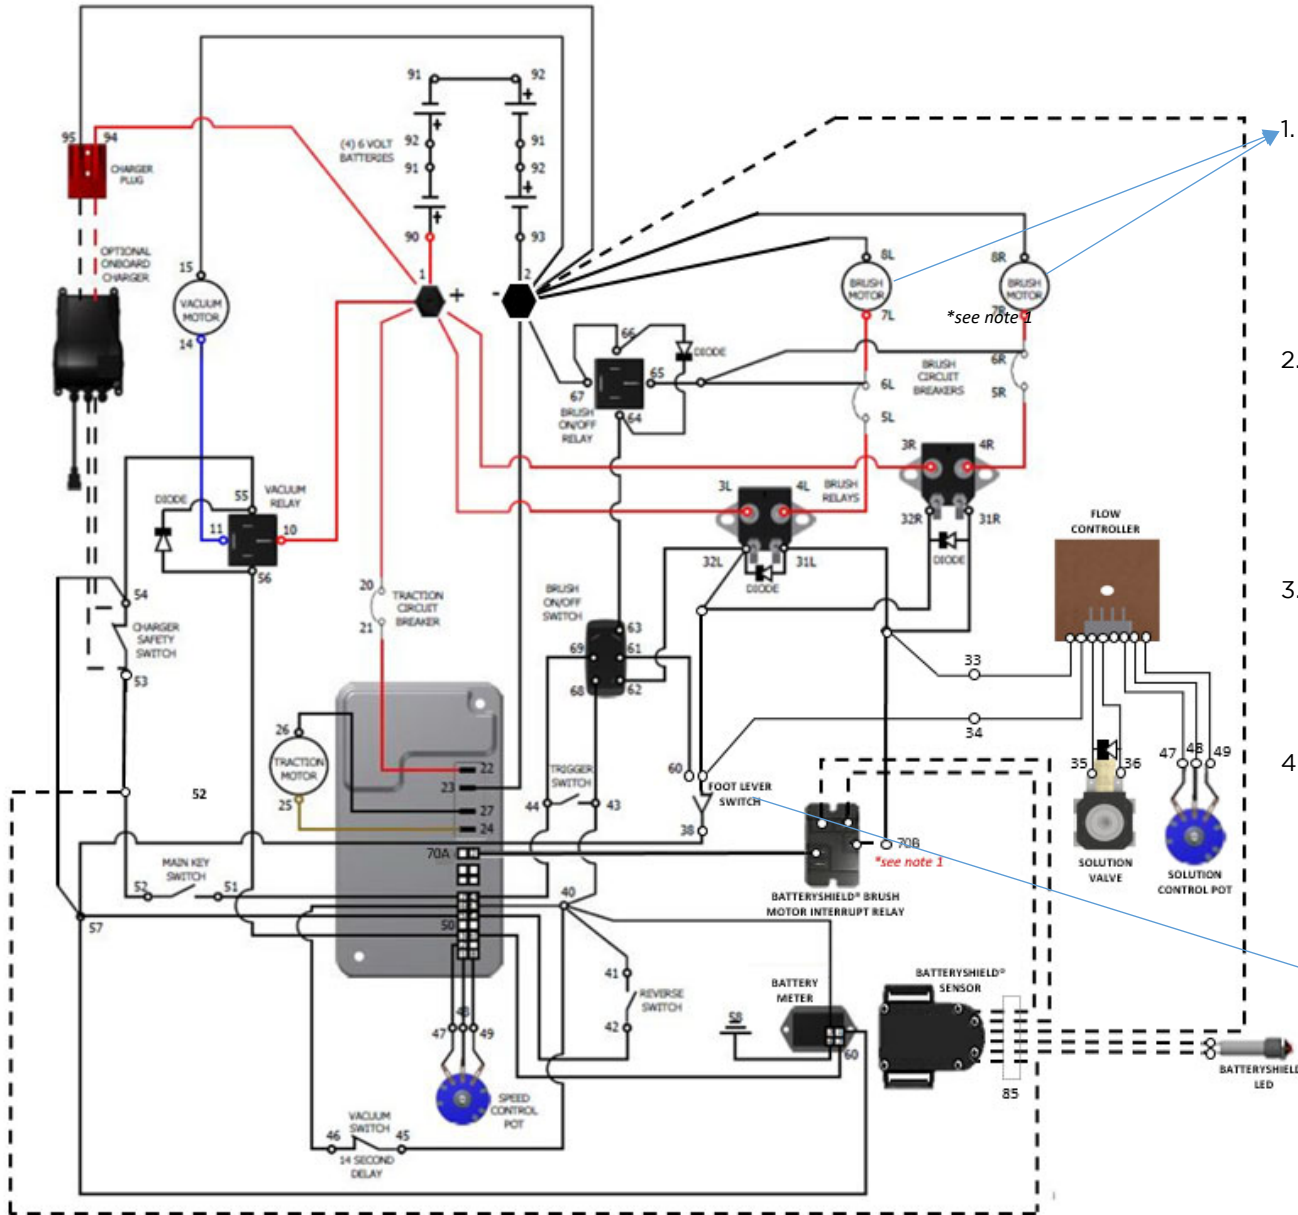 91
92
+
95
94
(4) 6 VOLT
BATTERIES
92
91
91
92
1.
CHARGER
PLUG
+
+
+
90
93
OPTIONAL
ONBOARD
CHARGER
15
1
2
8L
8R
+
-
VACUUM
MOTOR
BRUSH
MOTOR
BRUSH
MOTOR
14
7L
7R
*see note 1
66
DIODE
65
67
64
BRUSH
ON/OFF
RELAY
BRUSH
CIRCUIT
BREAKERS
6R
5R
6L
5L
2.
3R
4R
3L
4L
BRUSH
RELAYS
32R
31R
DIODE
32L
31L
DIODE
DIODE
55
VACUUM
RELAY
11
10
56
FLOW
CONTROLLER
54
CHARGER
SAFETY
SWITCH
53
20
TRACTION
CIRCUIT
BREAKER
21
BRUSH
ON/OFF
SWITCH
63
69
61
68
62
3.
33
34
26
TRACTION
MOTOR
25
22
23
27
24
70A
TRIGGER
SWITCH
44
43
60
FOOT LEVER
SWITCH
38
35
36
47
48
49
4
52
70B
*see note 1
SOLUTION
VALVE
SOLUTION
CONTROL POT
BATTERYSHIELD® BRUSH
MOTOR INTERRUPT RELAY
MAIN KEY
SWITCH
52
51
57
50
40
41
REVERSE
SWITCH
42
BATTERY
METER
58
60
BATTERYSHIELD®
SENSOR
85
BATTERYSHIELD
LED
47
48
49
SPEED
CONTROL
POT
VACUUM
SWITCH
46
45
14 SECOND
DELAY